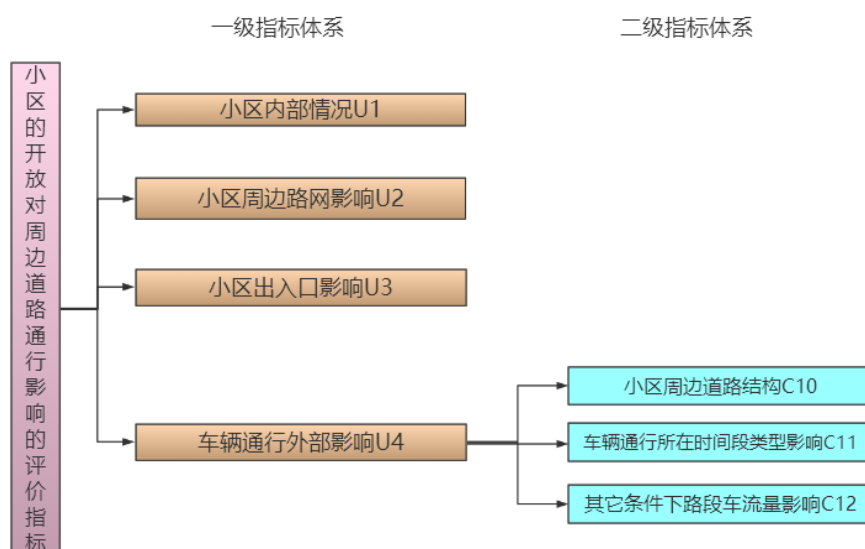 一级指标体系
二级指标体系
小区的开放对周边道路通行影响的评价指标
小区内部情况U1
小区周边路网影响U2
小区出入口影响U3
车辆通行外部影响U4
小区周边道路结构C10
车辆通行所在时间段类型影响C11
其它条件下路段车流量影响C12